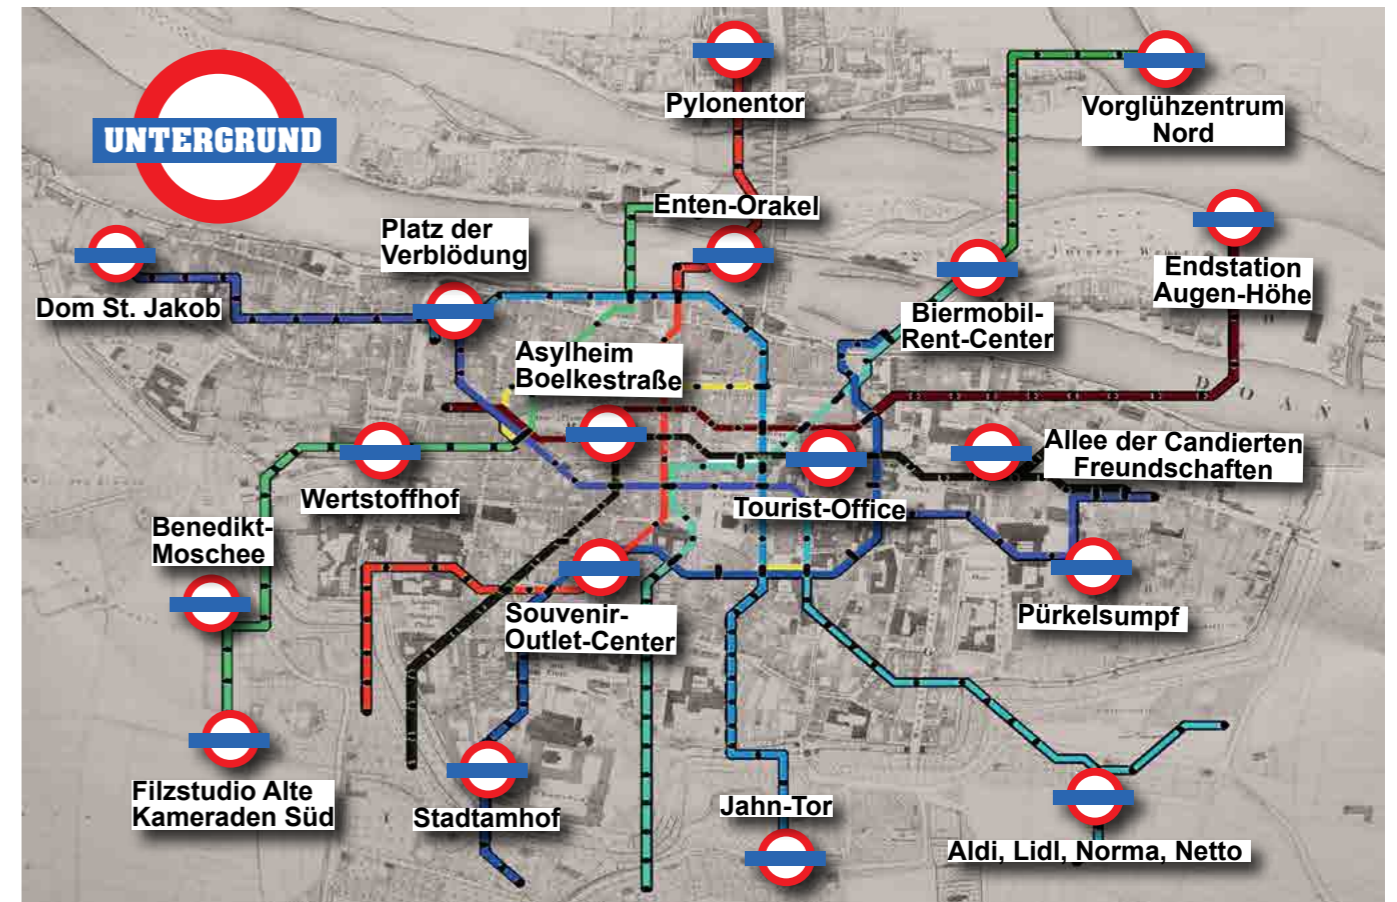 UNTERGRUND
Pylonentor
Vorglühzentrum
Nord
Enten-Orakel
Platz der
Verblödung
Dom St. Jakob
Endstation
Augen-Höhe
Biermobil-
Rent-Center
Asylheim
Boelkestraße
Allee der Candierten
Freundschaften
Wertstoffhof
Tourist-Office
Benedikt-
Moschee
Souvenir-
Outlet-Center
Pürkelsumpf
Filzstudio Alte
Kameraden Süd
Stadtamhof
Jahn-Tor
Aldi, Lidl, Norma, Netto